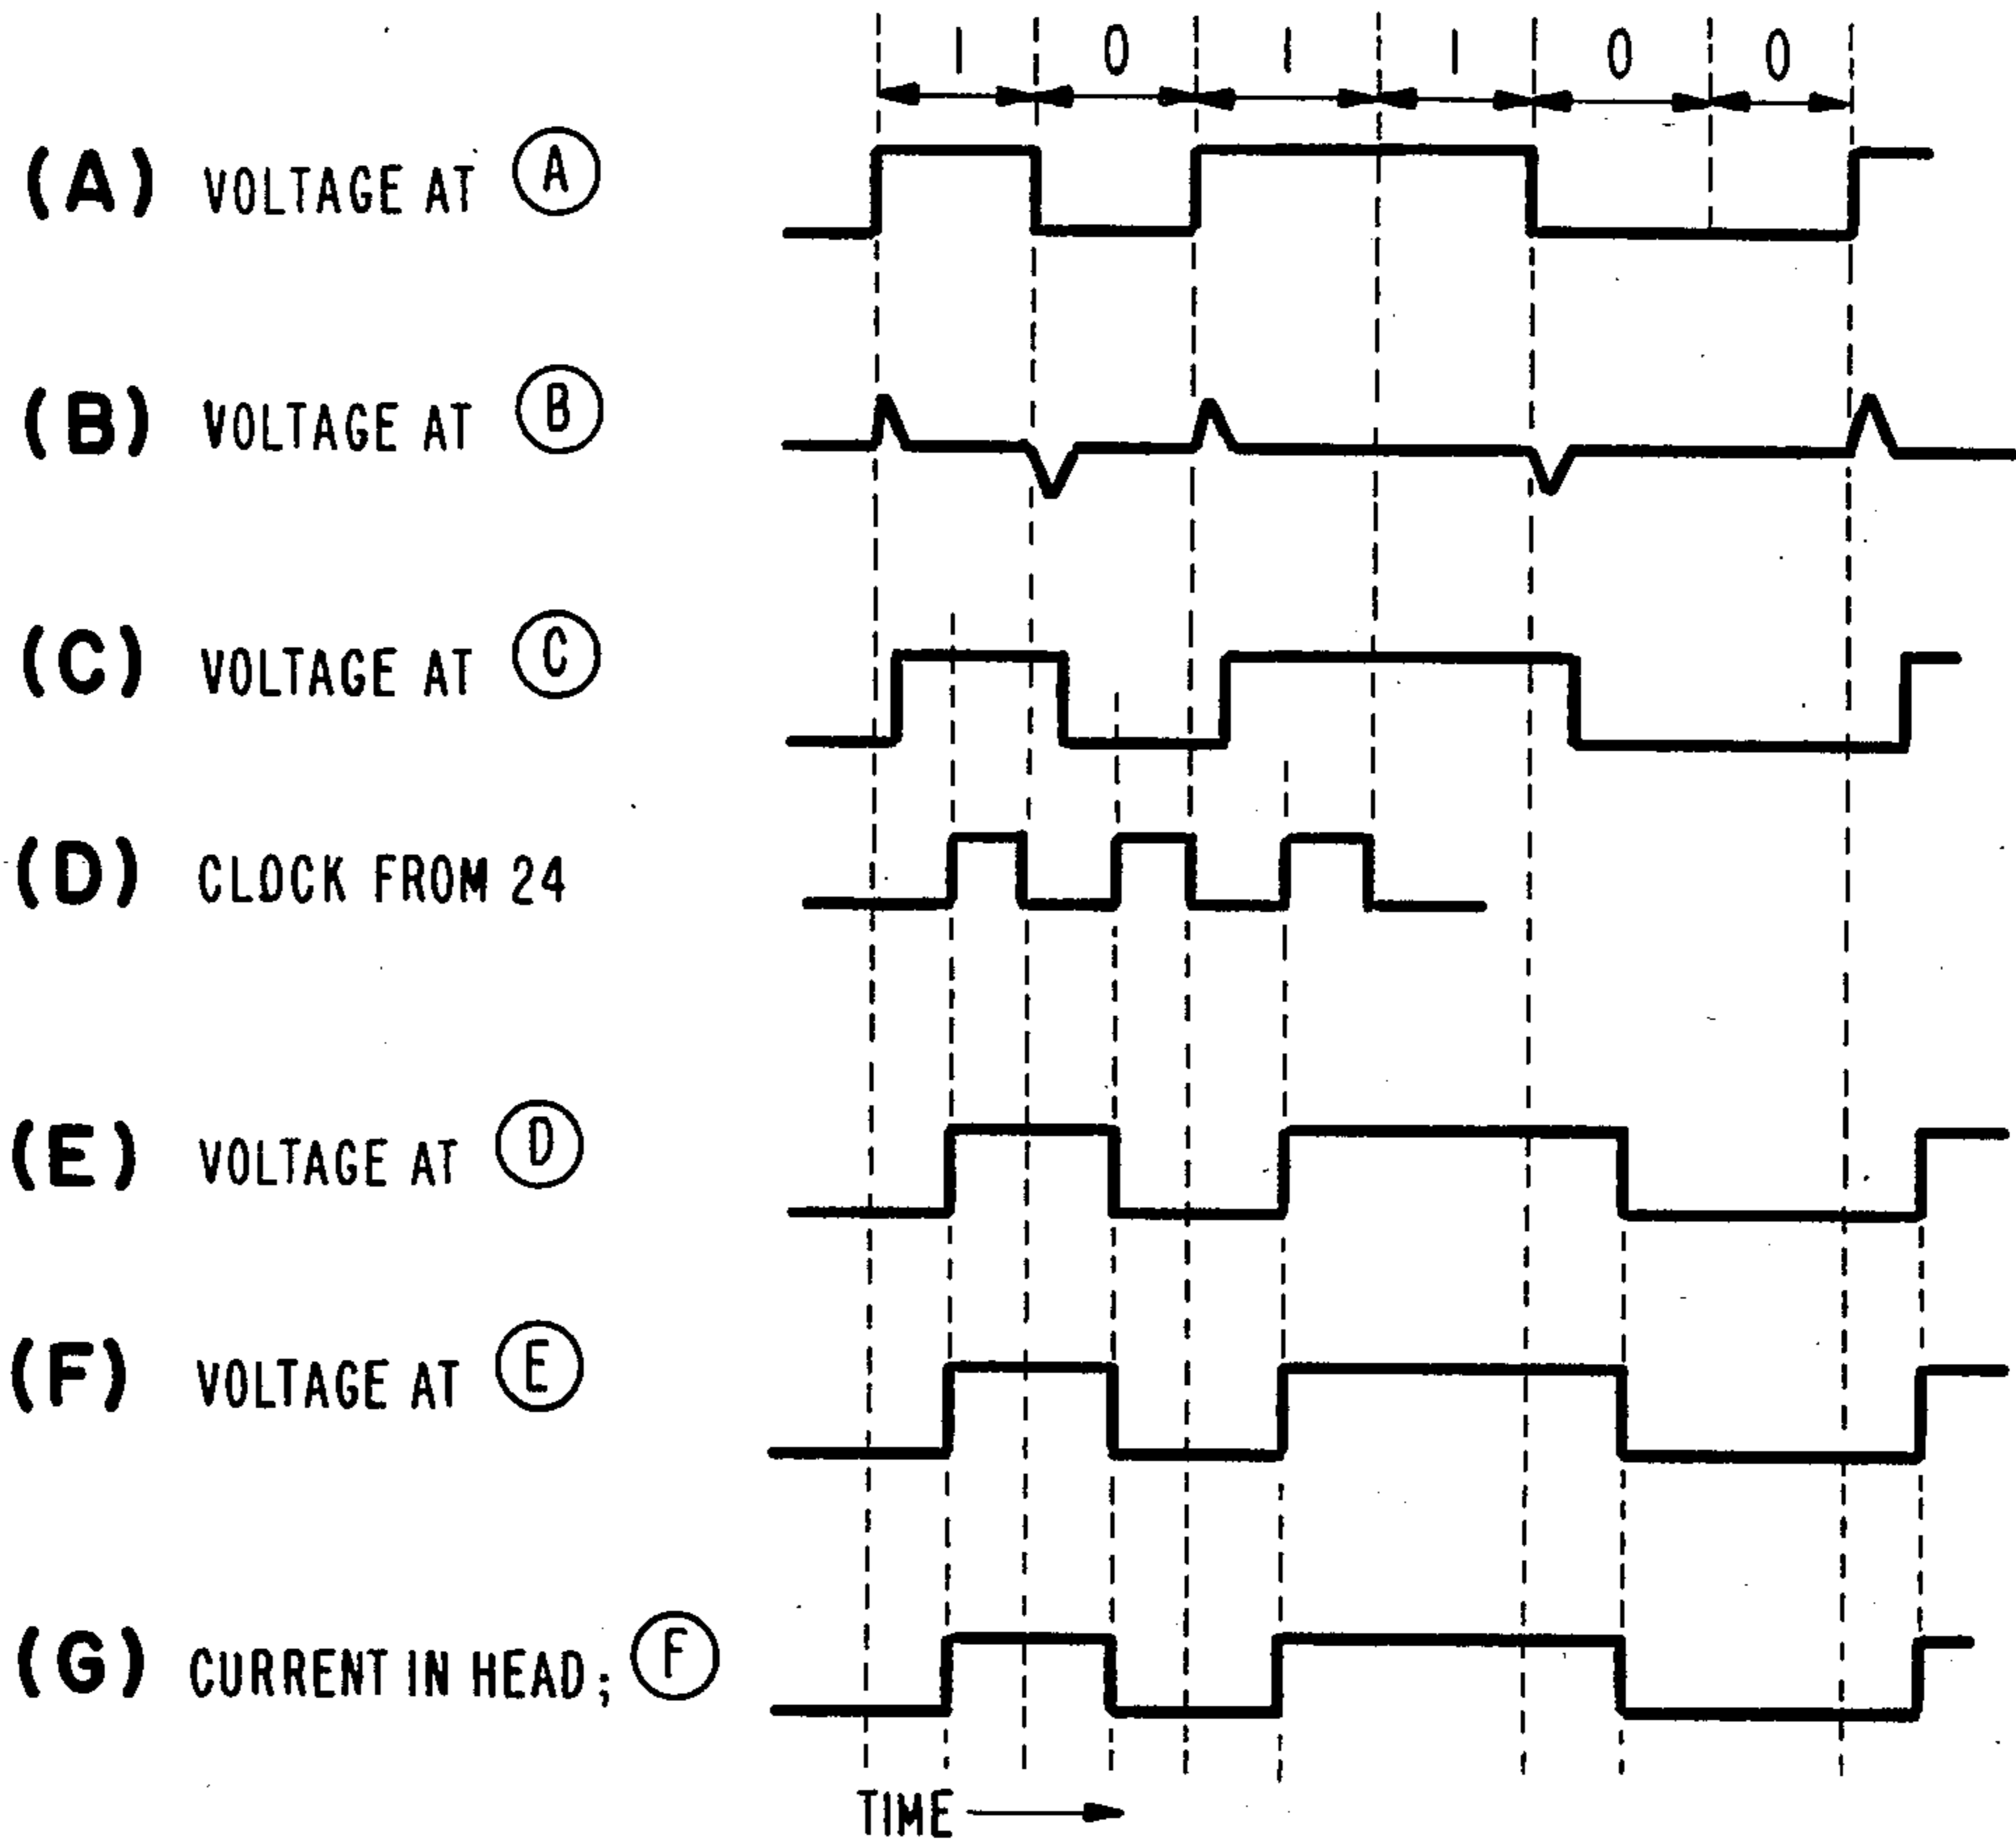 1 0 1 1 0 0
(A) VOLTAGE AT A
(B) VOLTAGE AT B
(C) VOLTAGE AT C
(D) CLOCK FROM 24
(E) VOLTAGE AT D
(F) VOLTAGE AT E
(G) CURRENT IN HEAD; F
TIME